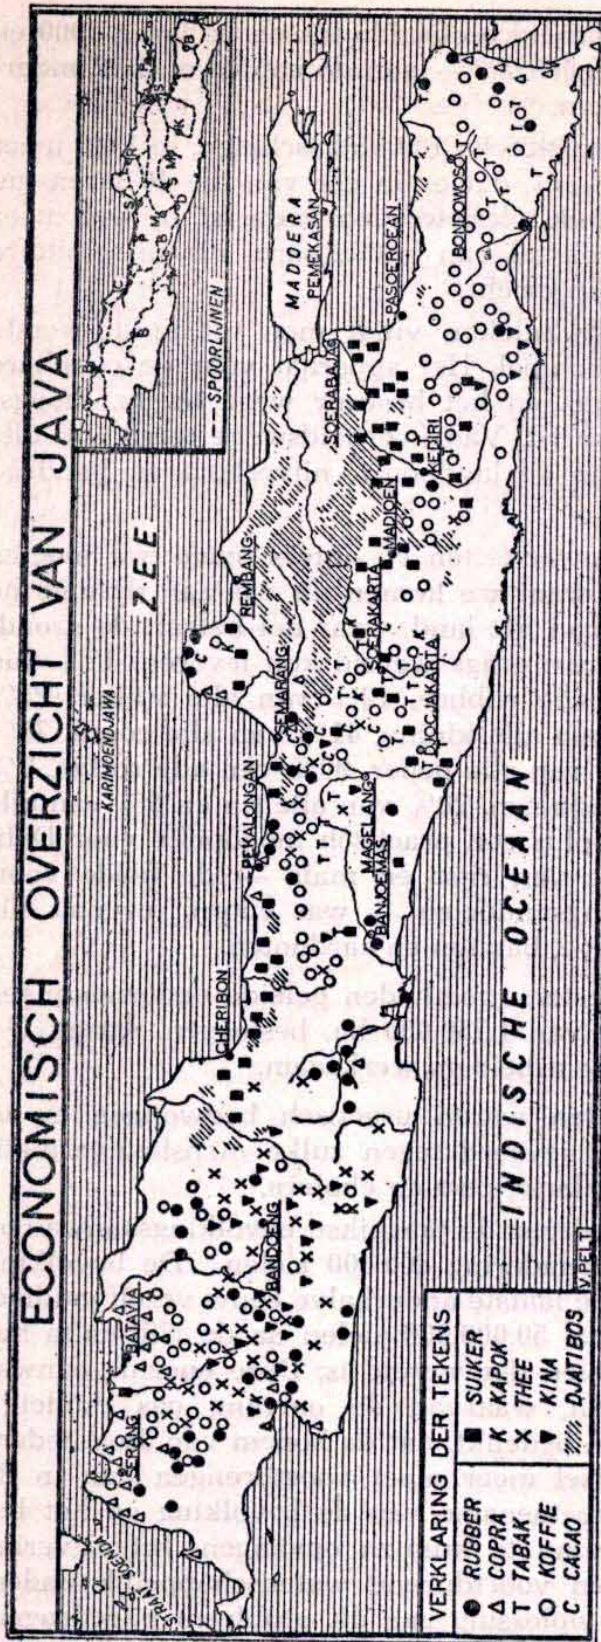 ECONOMISCH OVERZICHT VAN JAVA
ZEE
KARIMOENDJAWA
--- SPOORLIJNEN
STRAAT SOENDA
SERANG
BATAVIA
BANDOENG
CHERIBON
PEKALONGAN
BANJOEMAS
MAGELANG
SEMARANG
DJOCJAKARTA
SOERAKARTA
REMBANG
MADIOEN
KEDIRI
SOERABAJA
MADOERA
PEMEKASAN
PASOEROEAN
BONDOWOSO
INDISCHE OCEAAN
V. PELT
VERKLARING DER TEKENS
RUBBER
COPRA
T TABAK
KOFFIE
C CACAO
SUIKER
K KAPOK
X THEE
KINA
DJATIBOS